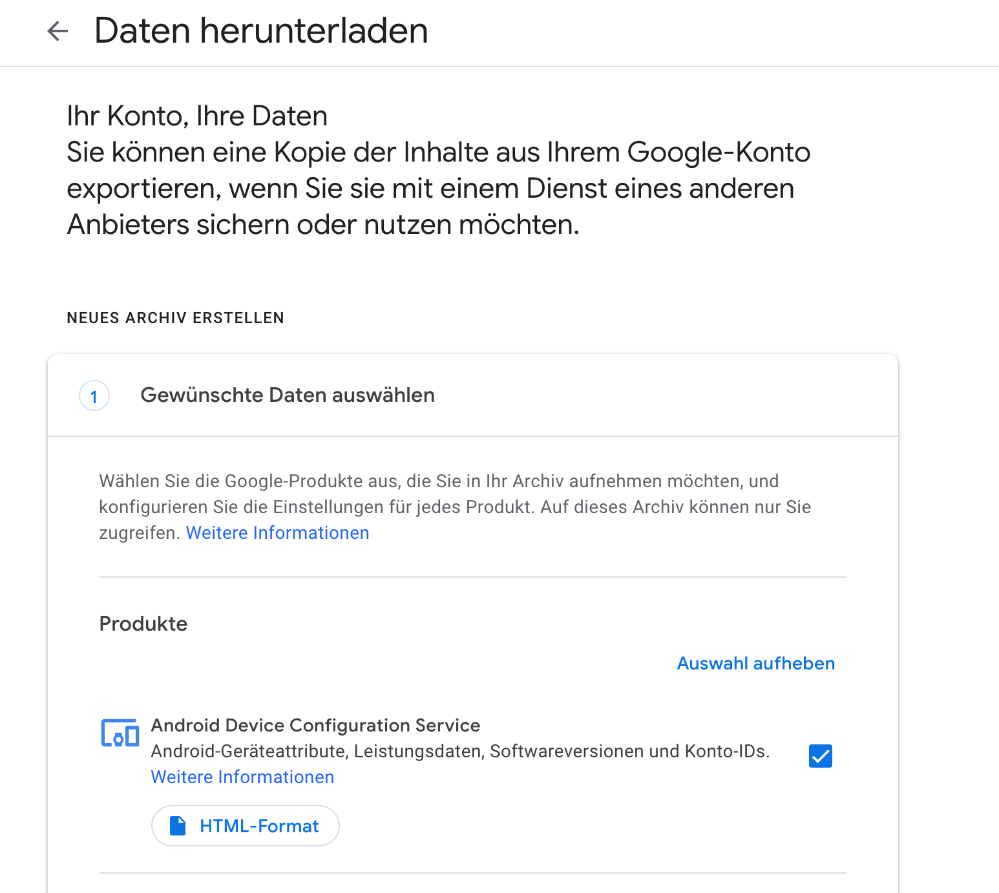 Daten herunterladen
Ihr Konto, Ihre Daten
Sie können eine Kopie der Inhalte aus Ihrem Google-Konto
exportieren, wenn Sie sie mit einem Dienst eines anderen
Anbieters sichern oder nutzen möchten.
NEUES ARCHIV ERSTELLEN
1 Gewünschte Daten auswählen
Wählen Sie die Google-Produkte aus, die Sie in Ihr Archiv aufnehmen möchten, und
konfigurieren Sie die Einstellungen für jedes Produkt. Auf dieses Archiv können nur Sie
zugreifen. Weitere Informationen
Produkte
Auswahl aufheben
Android Device Configuration Service
Android-Geräteattribute, Leistungsdaten, Softwareversionen und Konto-IDs.
Weitere Informationen
HTML-Format